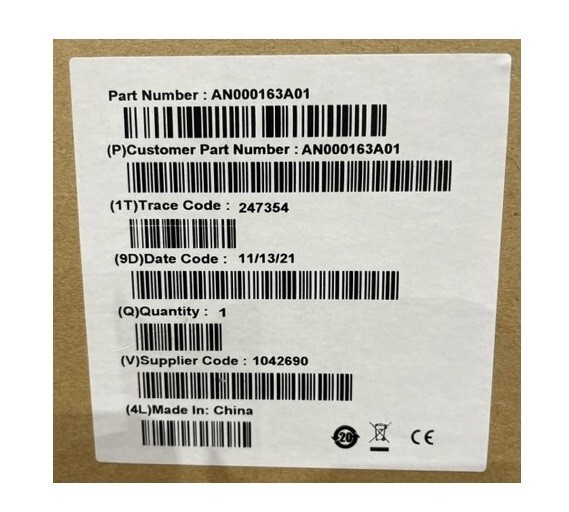 Part Number : AN000163A01
(P)Customer Part Number : AN000163A01
(1T)Trace Code : 247354
(9D)Date Code : 11/13/21
(Q)Quantity : 1
(V)Supplier Code : 1042690
(4L)Made In: China
20 CE